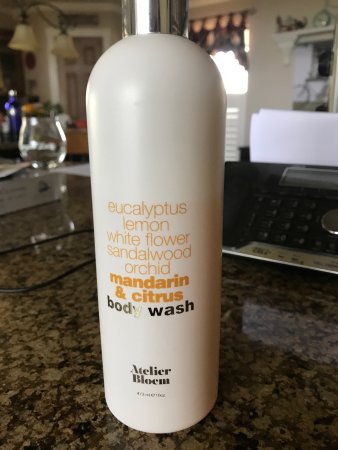 eucalyptus
lemon
white flower
sandalwood
orchid
mandarin
& citrus
body wash
Atelier
Bloem